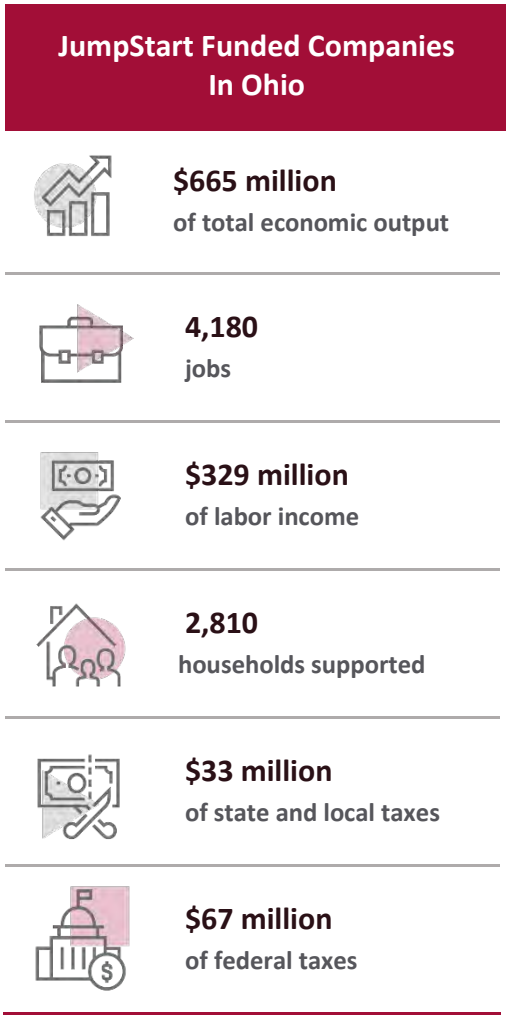 JumpStart Funded Companies
In Ohio
$665 million
of total economic output
4,180
jobs
$329 million
of labor income
2,810
households supported
$33 million
of state and local taxes
$67 million
of federal taxes
$